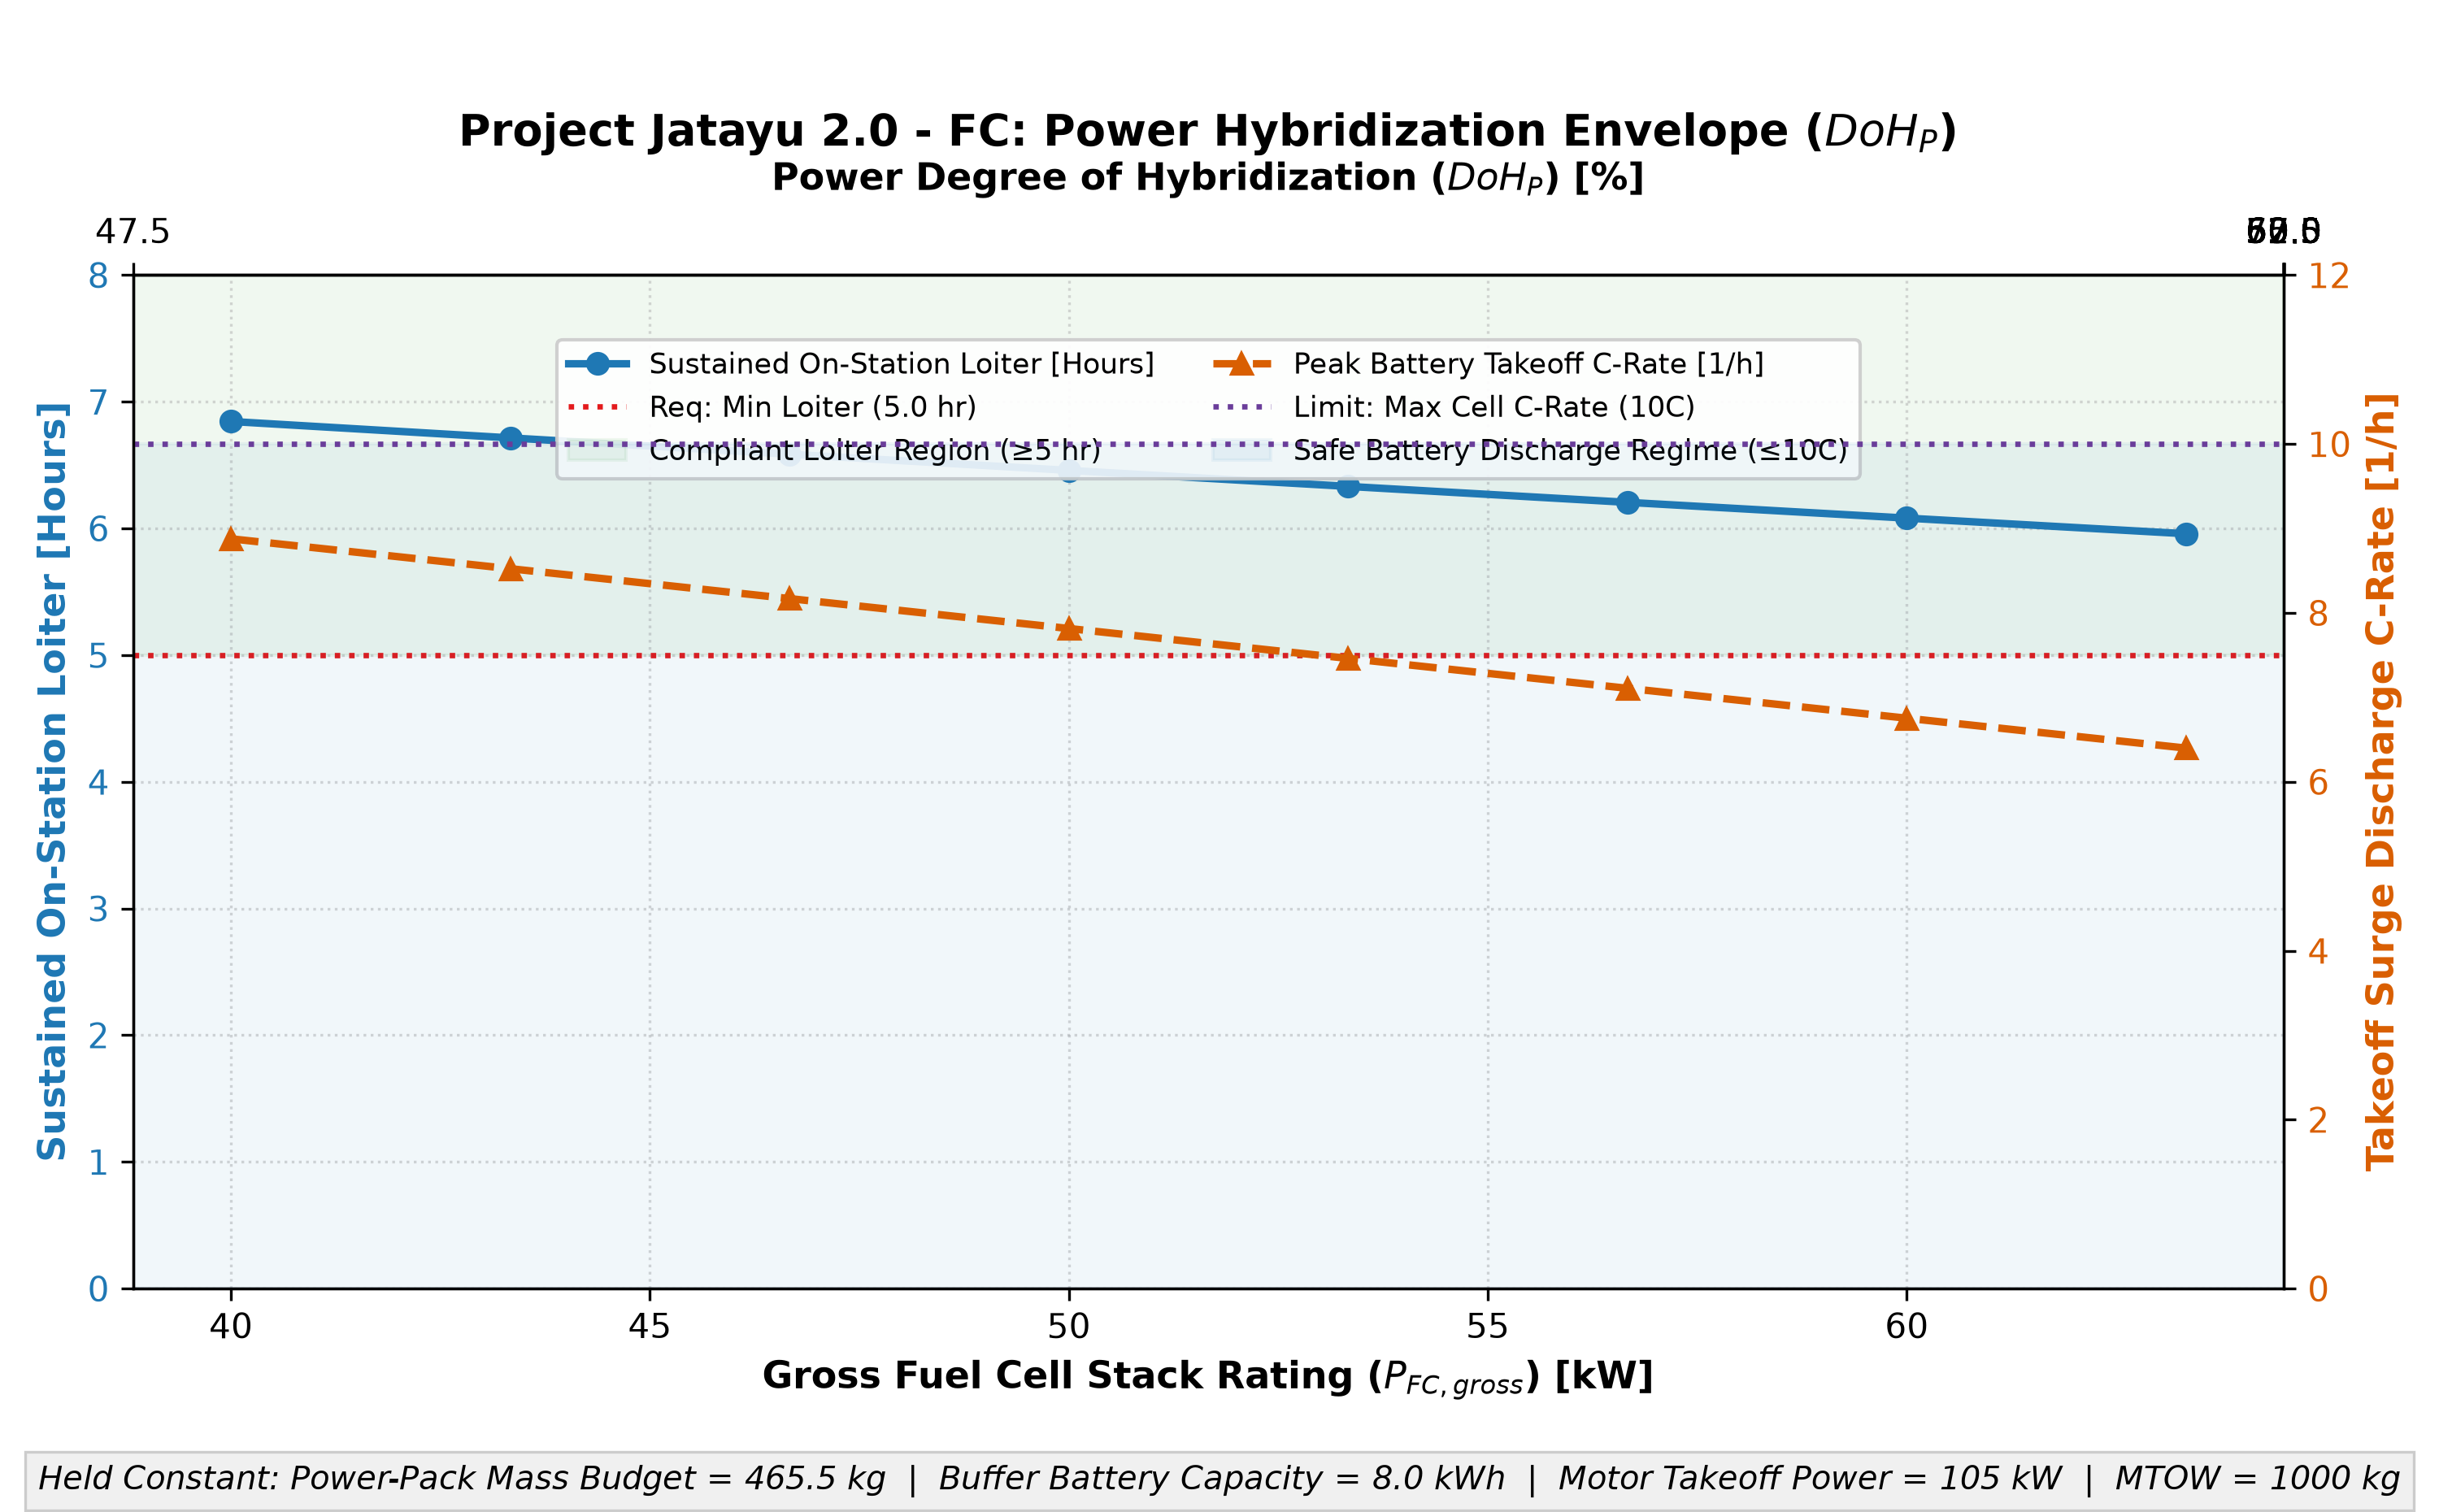 Project Jatayu 2.0 - FC: Power Hybridization Envelope (DoH_P)
Power Degree of Hybridization (DoH_P) [%]
47.5
8
7
6
5
4
3
2
1
0
Sustained On-Station Loiter [Hours]
Sustained On-Station Loiter [Hours]
Req: Min Loiter (5.0 hr)
Compliant Loiter Region (≥5 hr)
Peak Battery Takeoff C-Rate [1/h]
Limit: Max Cell C-Rate (10C)
Safe Battery Discharge Regime (≤10C)
12
10
8
6
4
2
0
Takeoff Surge Discharge C-Rate [1/h]
40 45 50 55 60
Gross Fuel Cell Stack Rating (P_FC, gross) [kW]
Held Constant: Power-Pack Mass Budget = 465.5 kg | Buffer Battery Capacity = 8.0 kWh | Motor Takeoff Power = 105 kW | MTOW = 1000 kg